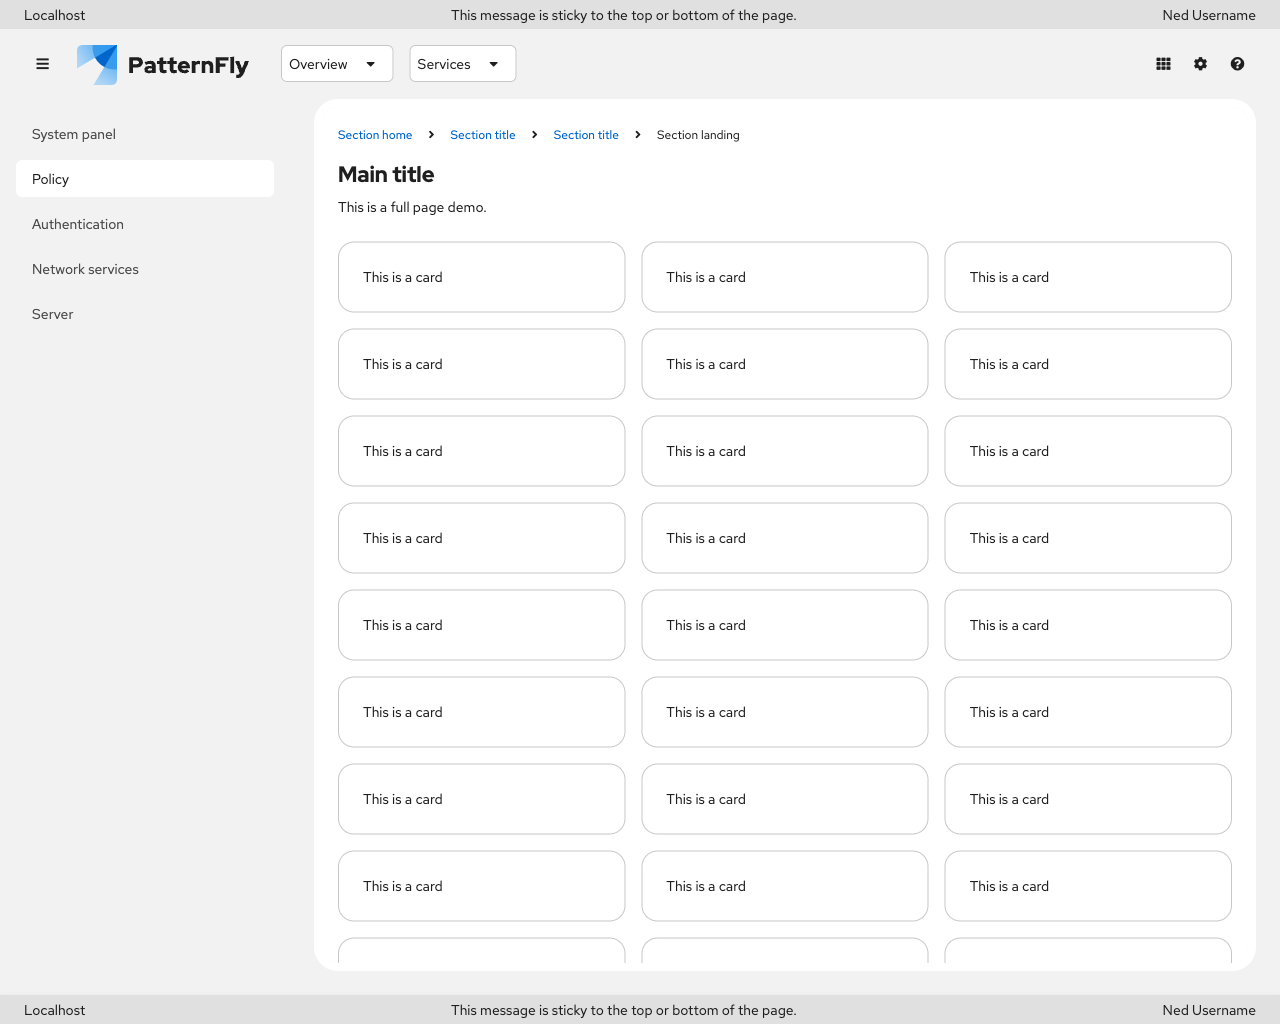 Localhost This message is sticky to the top or bottom of the page. Ned Username
PatternFly Overview Services
System panel
Policy
Authentication
Network services
Server
Section home Section title Section title Section landing
Main title
This is a full page demo.
This is a card This is a card This is a card
This is a card This is a card This is a card
This is a card This is a card This is a card
This is a card This is a card This is a card
This is a card This is a card This is a card
This is a card This is a card This is a card
This is a card This is a card This is a card
This is a card This is a card This is a card
Localhost This message is sticky to the top or bottom of the page. Ned Username